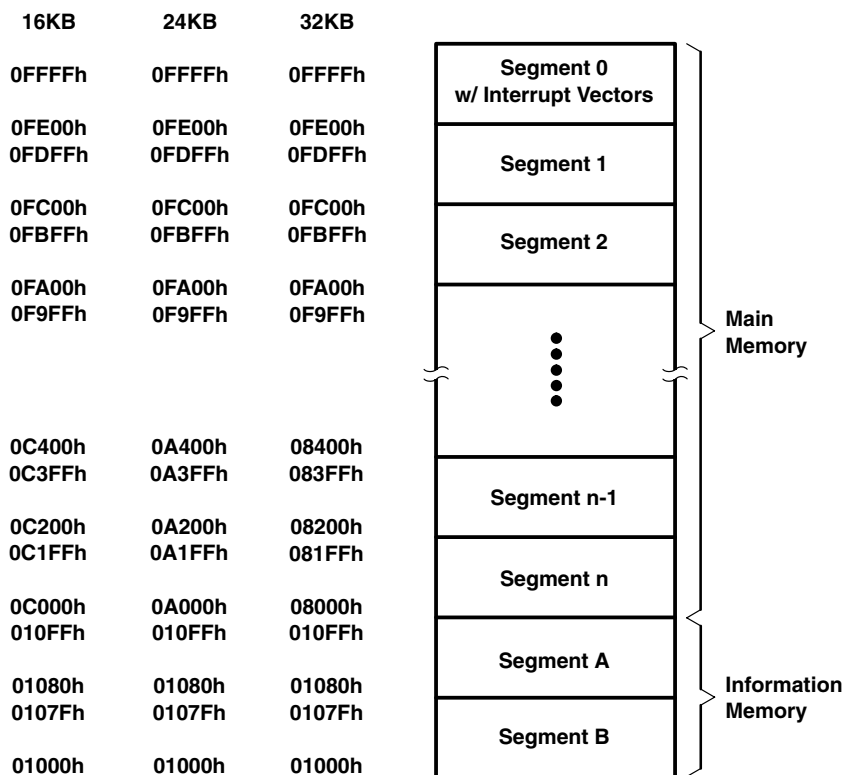 16KB 24KB 32KB
0FFFFh 0FFFFh 0FFFFh
Segment 0
w/ Interrupt Vectors
0FE00h 0FE00h 0FE00h
0FDFFh 0FDFFh 0FDFFh
Segment 1
0FC00h 0FC00h 0FC00h
0FBFFh 0FBFFh 0FBFFh
Segment 2
0FA00h 0FA00h 0FA00h
0F9FFh 0F9FFh 0F9FFh
Main
Memory
0C400h 0A400h 08400h
0C3FFh 0A3FFh 083FFh
Segment n-1
0C200h 0A200h 08200h
0C1FFh 0A1FFh 081FFh
Segment n
0C000h 0A000h 08000h
010FFh 010FFh 010FFh
Segment A
01080h 01080h 01080h
0107Fh 0107Fh 0107Fh
Information
Memory
Segment B
01000h 01000h 01000h